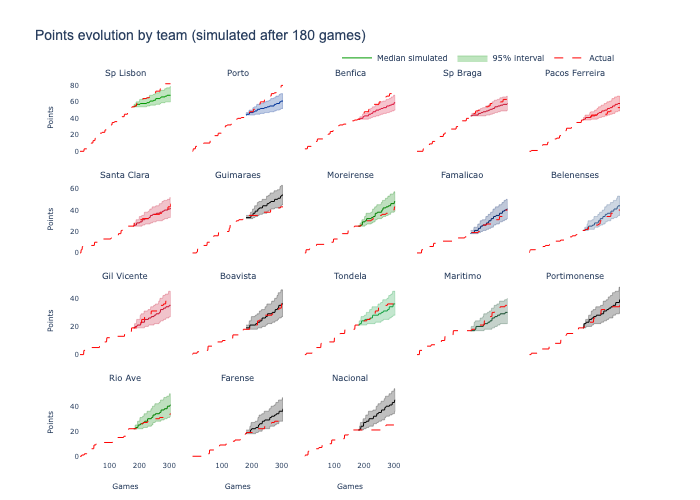 Points evolution by team (simulated after 180 games)
Median simulated 95% interval Actual
Sp Lisbon Porto Benfica Sp Braga Pacos Ferreira
80
60
40
20
0
Points
Santa Clara Guimaraes Moreirense Famalicao Belenenses
60
40
20
0
Points
Gil Vicente Boavista Tondela Maritimo Portimonense
40
20
0
Points
Rio Ave Farense Nacional
40
20
0
Points
100 200 300 100 200 300 100 200 300
Games Games Games